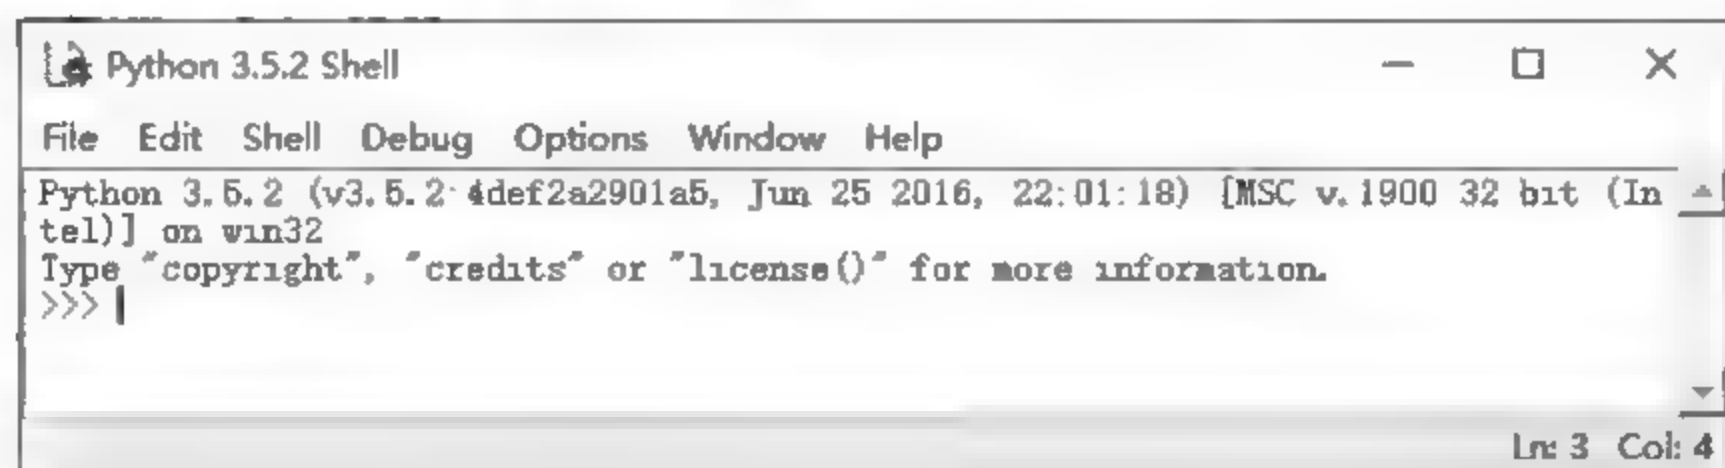 Python 3.5.2 Shell
File Edit Shell Debug Options Window Help
Python 3.5.2 (v3.5.2:4def2a2901a5, Jun 25 2016, 22:01:18) [MSC v.1900 32 bit (In
tel)] on win32
Type "copyright", "credits" or "license()" for more information.
>>>
Ln: 3 Col: 4